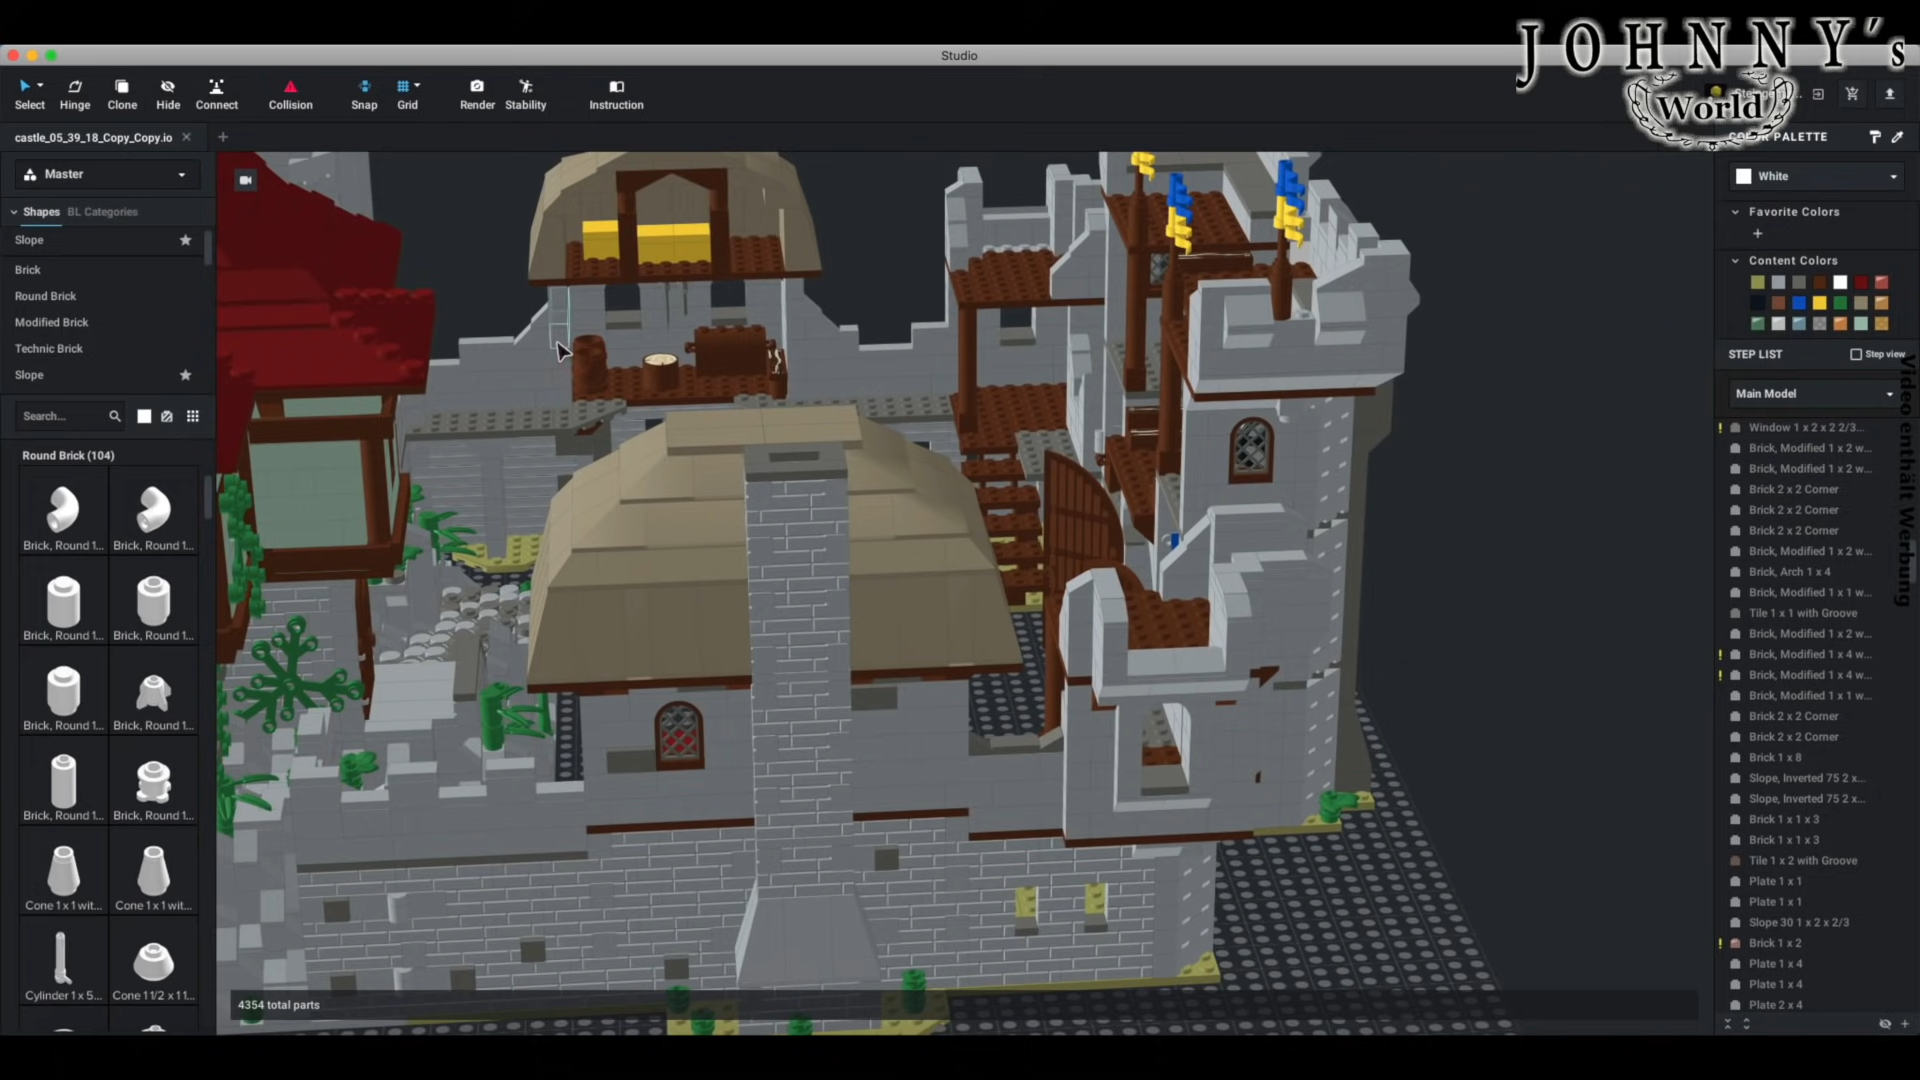 JOHNNY's
World
Studio
Select
Hinge
Clone
Hide
Connect
Collision
Snap
Grid
Render
Stability
Instruction
castle_05_39_18_Copy_Copy.io
Master
Shapes
BL Categories
Slope
Brick
Round Brick
Modified Brick
Technic Brick
Slope
Search...
Round Brick (104)
Brick, Round 1...
Brick, Round 1...
Brick, Round 1...
Brick, Round 1...
Brick, Round 1...
Brick, Round 1...
Brick, Round 1...
Brick, Round 1...
Cone 1 x 1 wit...
Cone 1 x 1 wit...
Cylinder 1 x 5...
Cone 1 1/2 x 11...
4354 total parts
COLOR PALETTE
White
Favorite Colors
Content Colors
STEP LIST
Step view
Main Model
Window 1 x 2 x 2 2/3...
Brick, Modified 1 x 2 w...
Brick, Modified 1 x 2 w...
Brick 2 x 2 Corner
Brick 2 x 2 Corner
Brick 2 x 2 Corner
Brick, Modified 1 x 2 w...
Brick, Arch 1 x 4
Brick, Modified 1 x 1 w...
Tile 1 x 1 with Groove
Brick, Modified 1 x 2 w...
Brick, Modified 1 x 4 w...
Brick, Modified 1 x 4 w...
Brick, Modified 1 x 1 w...
Brick 2 x 2 Corner
Brick 2 x 2 Corner
Brick 1 x 8
Slope, Inverted 75 2 x...
Slope, Inverted 75 2 x...
Brick 1 x 1 x 3
Brick 1 x 1 x 3
Tile 1 x 2 with Groove
Plate 1 x 1
Plate 1 x 1
Slope 30 1 x 2 x 2/3
Brick 1 x 2
Plate 1 x 4
Plate 1 x 4
Plate 2 x 4
Video enthält Werbung